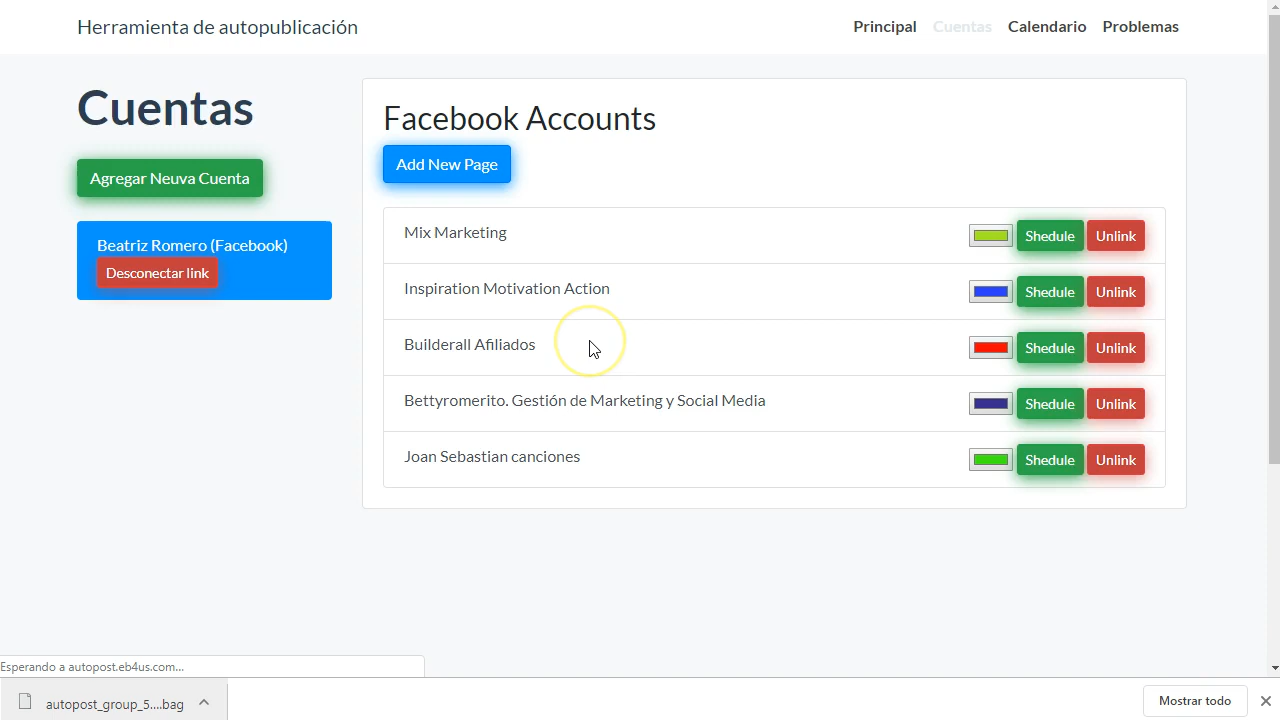 Herramienta de autopublicación
Principal Cuentas Calendario Problemas
Cuentas
Agregar Neuva Cuenta
Beatriz Romero (Facebook)
Desconectar link
Facebook Accounts
Add New Page
Mix Marketing Shedule Unlink
Inspiration Motivation Action Shedule Unlink
Builderall Afiliados Shedule Unlink
Bettyromerito. Gestión de Marketing y Social Media Shedule Unlink
Joan Sebastian canciones Shedule Unlink
Esperando a autopost.eb4us.com...
autopost_group_5....bag Mostrar todo